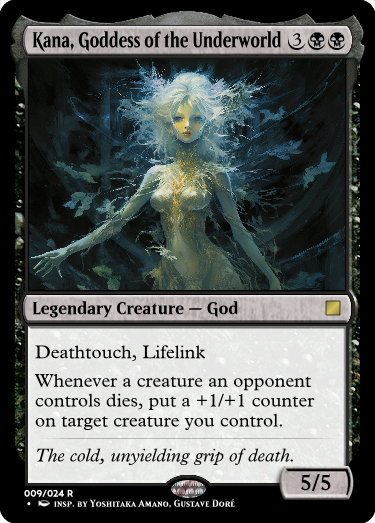 Kana, Goddess of the Underworld 3
Legendary Creature — God
Deathtouch, Lifelink
Whenever a creature an opponent
controls dies, put a +1/+1 counter
on target creature you control.
The cold, unyielding grip of death.
5/5
009/024 R
• INSP. BY YOSHITAKA AMANO, GUSTAVE DORÉ